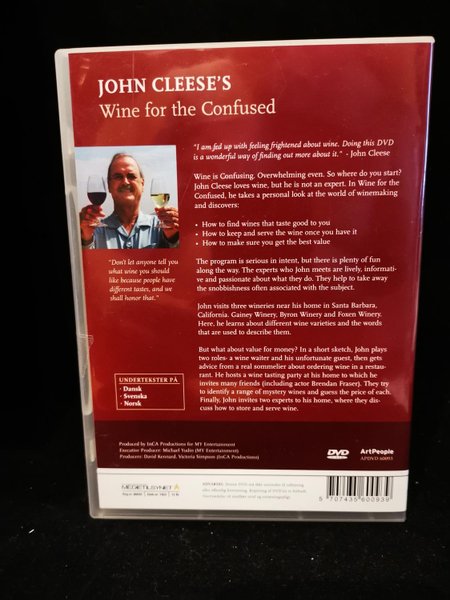 JOHN CLEESE'S
Wine for the Confused
"I am fed up with feeling frightened about wine. Doing this DVD
is a wonderful way of finding out more about it." - John Cleese
Wine is Confusing. Overwhelming even. So where do you start?
John Cleese loves wine, but he is not an expert. In Wine for the
Confused, he takes a personal look at the world of winemaking
and discovers:
• How to find wines that taste good to you
• How to keep and serve the wine once you have it
• How to make sure you get the best value
"Don't let anyone tell you
what wine you should
like because people have
different tastes, and we
shall honor that."
The program is serious in intent, but there is plenty of fun
along the way. The experts who John meets are lively, informat-
ive and passionate about what they do. They help to take away
the snobbishness often associated with the subject.
John visits three wineries near his home in Santa Barbara,
California. Gainey Winery, Byron Winery and Foxen Winery.
Here, he learns about different wine varieties and the words
that are used to describe them.
But what about value for money? In a short sketch, John plays
two roles- a wine waiter and his unfortunate guest, then gets
advice from a real sommelier about ordering wine in a restau-
rant. He hosts a wine tasting party at his home to which he
invites many friends (including actor Brendan Fraser). They try
to identify a range of mystery wines and guess the price of each.
Finally, John invites two experts to his home, where they dis-
cuss how to store and serve wine.
UNDERTEKSTER PÅ
• Dansk
• Svenska
• Norsk
Produced by InCA Productions for MY Entertainment
Executive Producer: Michael Yudin (MY Entertainment)
Producers: David Kennard, Victoria Simpson (InCA Productions)
DVD
VIDEO
ArtPeople
APDVD 60093
5 707435 600939